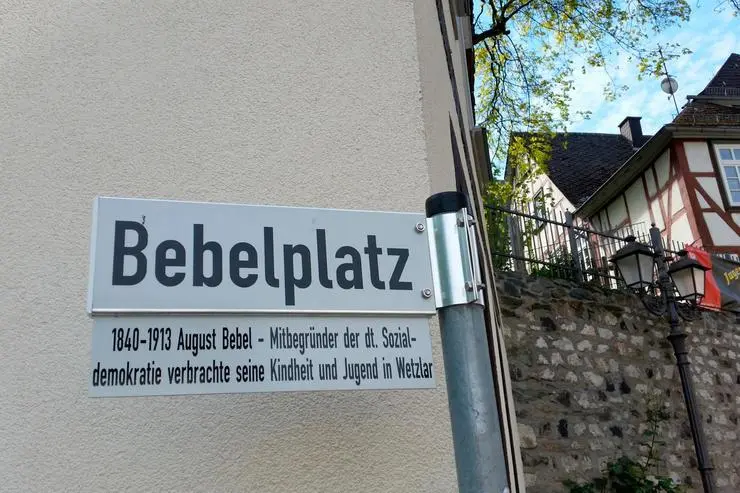 Bebelplatz
1840-1913 August Bebel - Mitbegründer der dt. Sozial-
demokratie verbrachte seine Kindheit und Jugend in Wetzlar